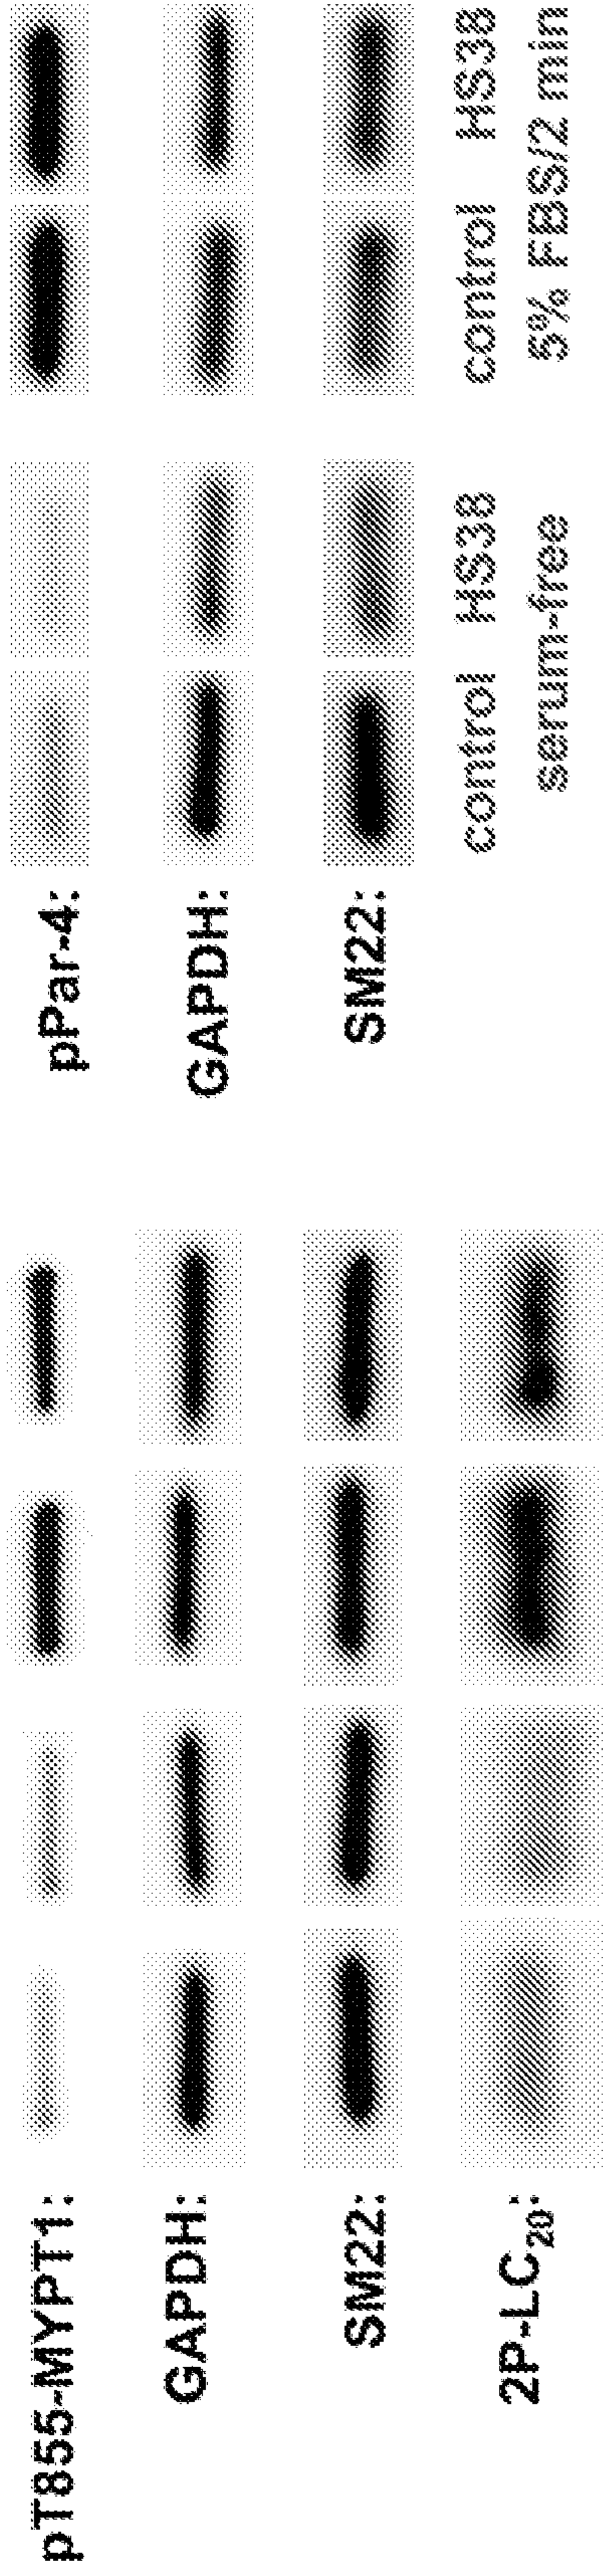 pT855-MYPT1:
GAPDH:
SM22:
2P-LC₂₀:
pPar-4:
GAPDH:
SM22:
control HS38 control HS38
serum-free 5% FBS/2 min